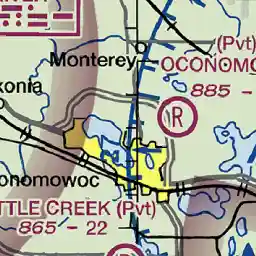 (Pvt)
Monterey
OCONOMO
885 -
R
konia
onomowoc
TTLE CREEK (Pvt)
865 - 22